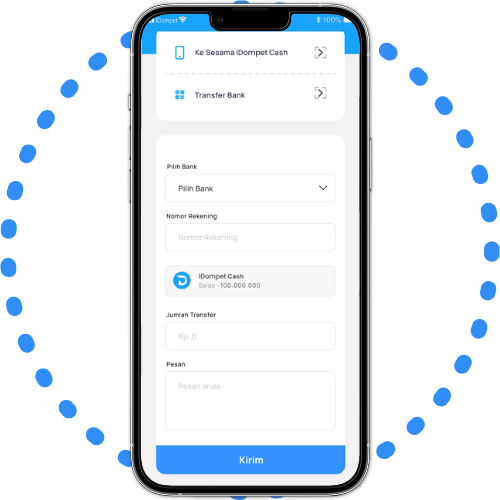 iDompet 100%
Ke Sesama iDompet Cash
Transfer Bank
Pilih Bank
Pilih Bank
Nomor Rekening
Nomor Rekening
iDompet Cash
Saldo - 100.000.000
Jumlah Transfer
Rp. 0
Pesan
Pesan anda
Kirim